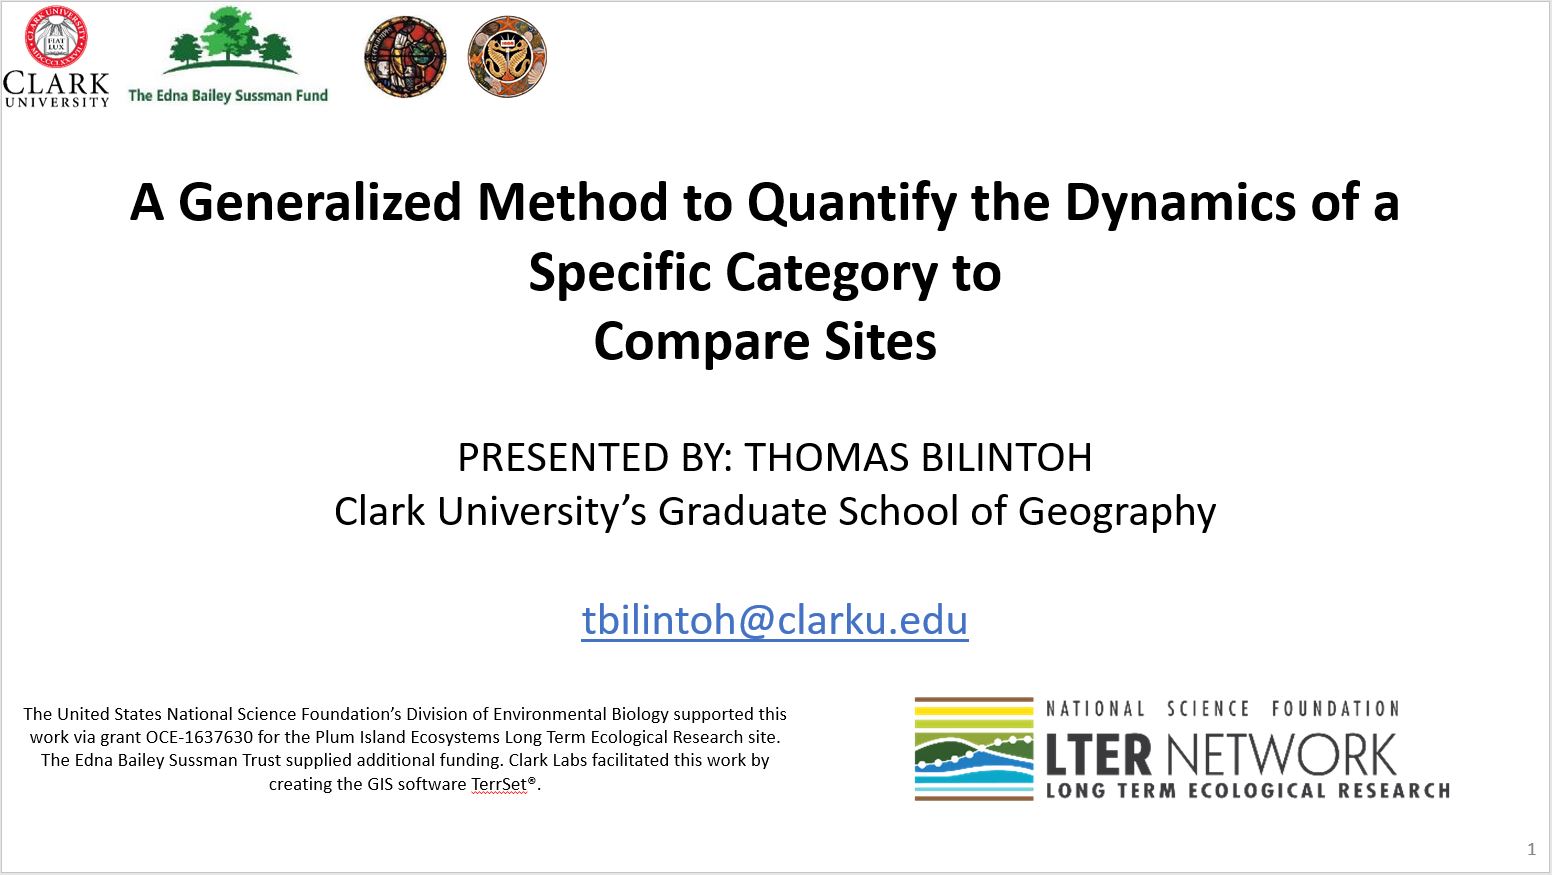 CLARK UNIVERSITY
FIAT
LUX
CLARK
UNIVERSITY
The Edna Bailey Sussman Fund
A Generalized Method to Quantify the Dynamics of a
Specific Category to
Compare Sites
PRESENTED BY: THOMAS BILINTOH
Clark University’s Graduate School of Geography
tbilintoh@clarku.edu
The United States National Science Foundation’s Division of Environmental Biology supported this
work via grant OCE-1637630 for the Plum Island Ecosystems Long Term Ecological Research site.
The Edna Bailey Sussman Trust supplied additional funding. Clark Labs facilitated this work by
creating the GIS software TerrSet®.
NATIONAL SCIENCE FOUNDATION
LTER NETWORK
LONG TERM ECOLOGICAL RESEARCH
1